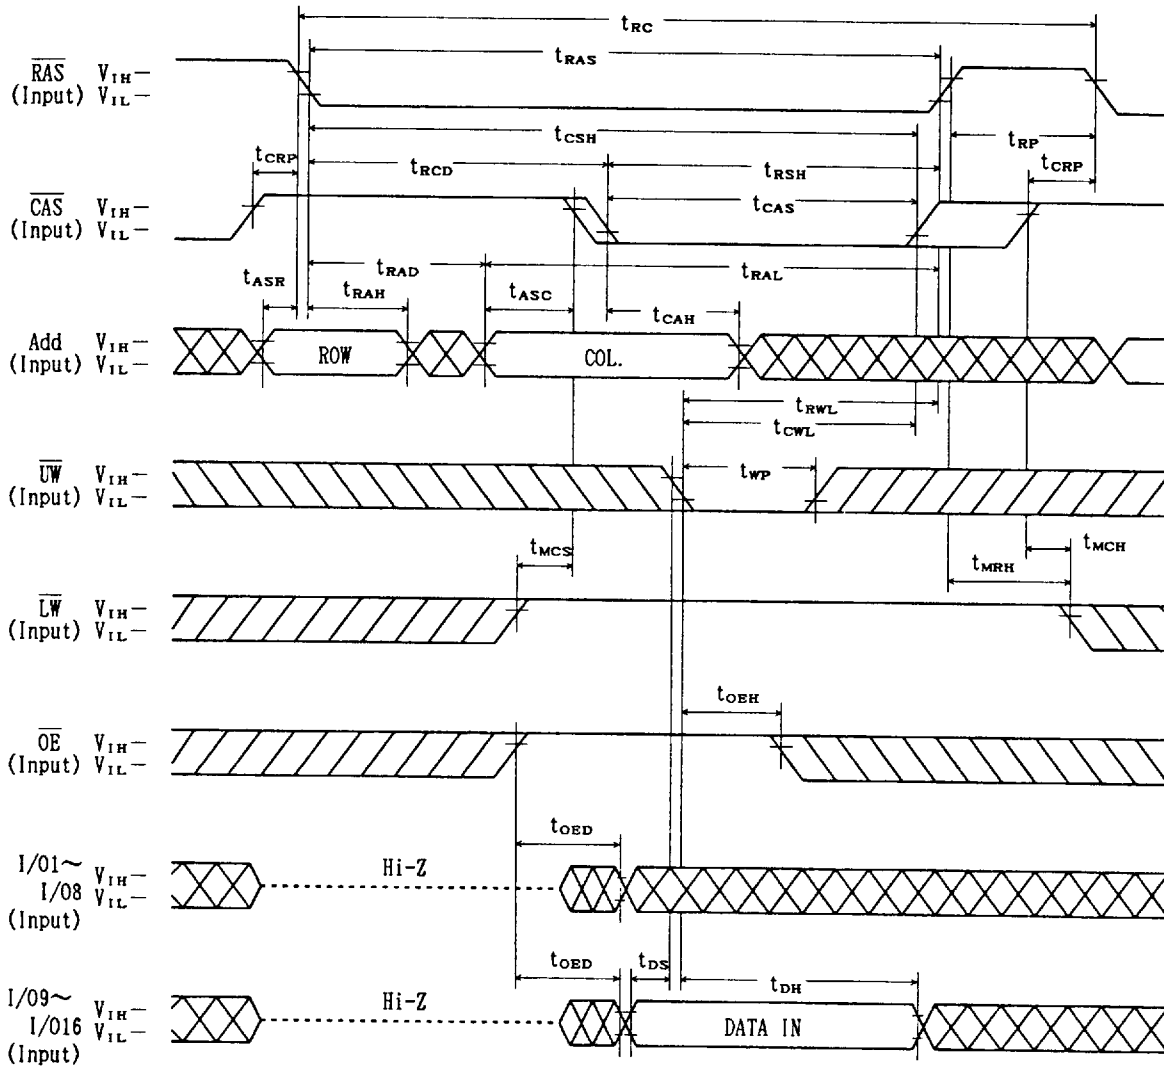 tRC
RAS VIH
tRAS
(Input) VIL
tCSH
tRP
tCRP
tRCD
tRSH
tCRP
CAS VIH
tCAS
(Input) VIL
tRAD
tRAL
tASR
tRAH
tASC
tCAH
Add VIH
ROW
COL.
(Input) VIL
tRWL
tCWL
UW VIH
tWP
(Input) VIL
tMCS
tMCH
tMRH
LW VIH
(Input) VIL
tOEH
OE VIH
(Input) VIL
tOED
I/O1~
Hi-Z
VIH
I/O8 VIL
(Input)
tOED
tDS
tDH
I/O9~
Hi-Z
VIH
I/O16 VIL
DATA IN
(Input)